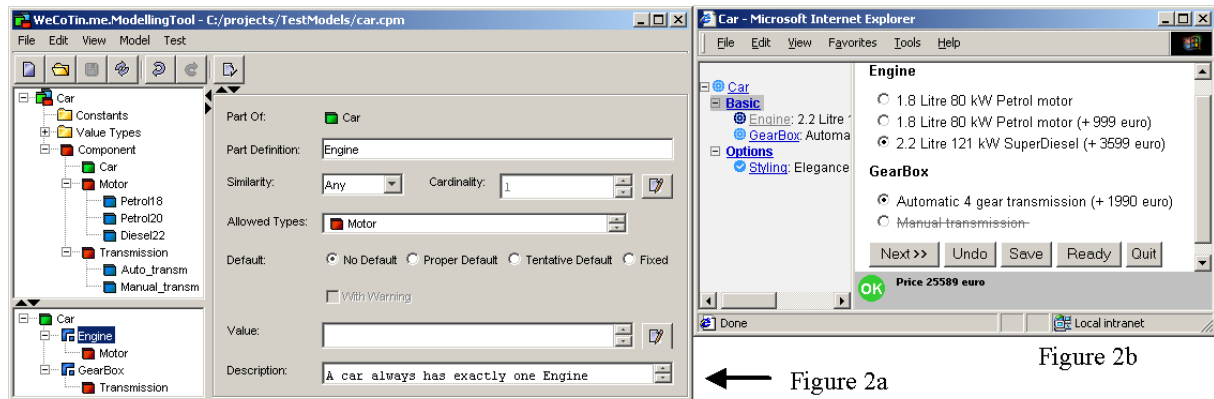 WeCoTin.me.ModellingTool - C:/projects/TestModels/car.cpm
File Edit View Model Test
Car
Constants
Value Types
Component
Car
Motor
Petrol18
Petrol20
Diesel22
Transmission
Auto_transm
Manual_transm
Car
Engine
Motor
GearBox
Transmission
Part Of: Car
Part Definition: Engine
Similarity: Any Cardinality: 1
Allowed Types: Motor
Default: No Default Proper Default Tentative Default Fixed
With Warning
Value:
Description: A car always has exactly one Engine
Figure 2a
Car - Microsoft Internet Explorer
File Edit View Favorites Tools Help
Car
Basic
Engine: 2.2 Litre
GearBox: Automa
Options
Styling: Elegance
Engine
1.8 Litre 80 kW Petrol motor
1.8 Litre 80 kW Petrol motor (+ 999 euro)
2.2 Litre 121 kW SuperDiesel (+ 3599 euro)
GearBox
Automatic 4 gear transmission (+ 1990 euro)
Manual transmission
Next>> Undo Save Ready Quit
OK Price 25589 euro
Done Local intranet
Figure 2b